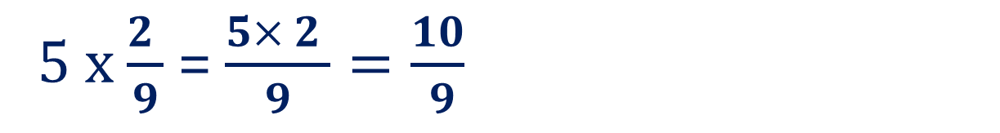 5 x 2/9 = 5× 2/9 = 10/9